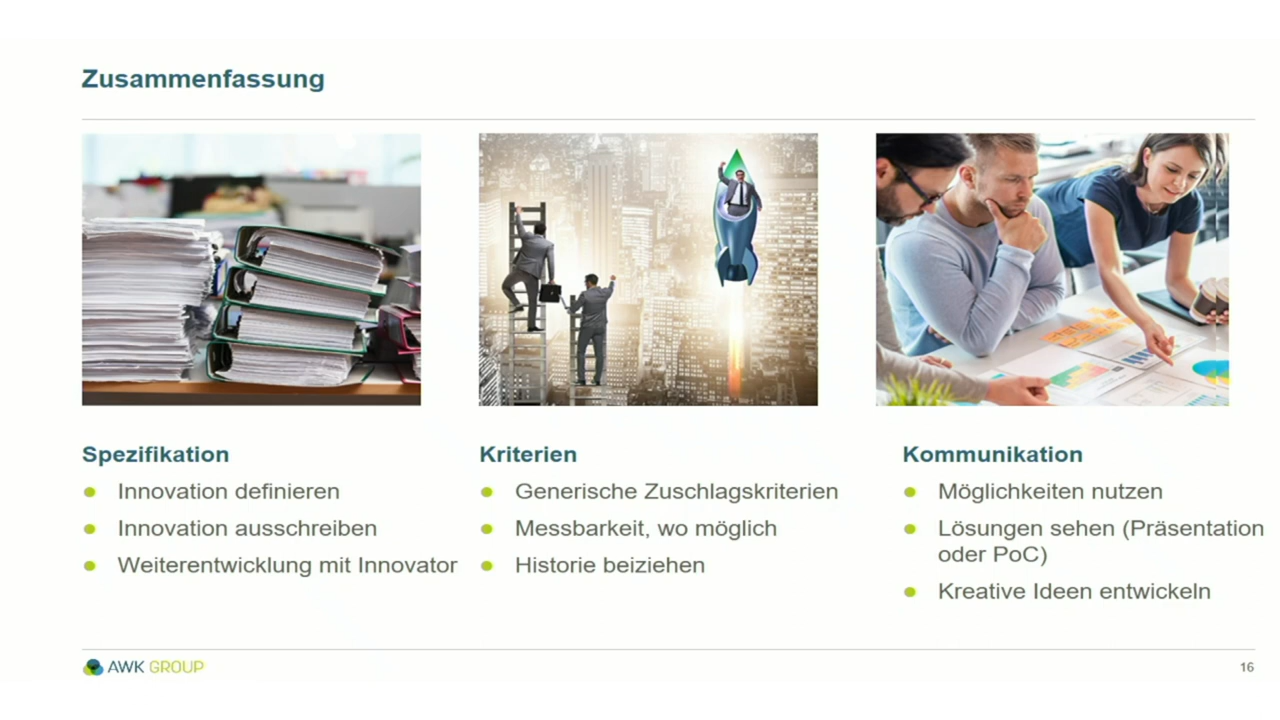 Zusammenfassung
Spezifikation
Innovation definieren
Innovation ausschreiben
Weiterentwicklung mit Innovator
Kriterien
Generische Zuschlagskriterien
Messbarkeit, wo möglich
Historie beiziehen
Kommunikation
Möglichkeiten nutzen
Lösungen sehen (Präsentation
oder PoC)
Kreative Ideen entwickeln
AWK GROUP
16